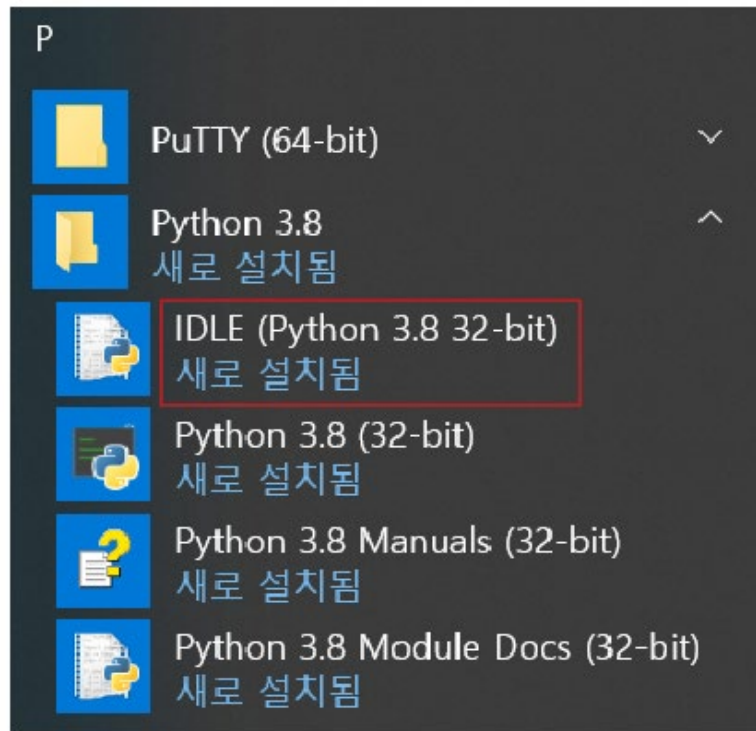 P
PuTTY (64-bit)
Python 3.8
새로 설치됨
IDLE (Python 3.8 32-bit)
새로 설치됨
Python 3.8 (32-bit)
새로 설치됨
Python 3.8 Manuals (32-bit)
새로 설치됨
Python 3.8 Module Docs (32-bit)
새로 설치됨